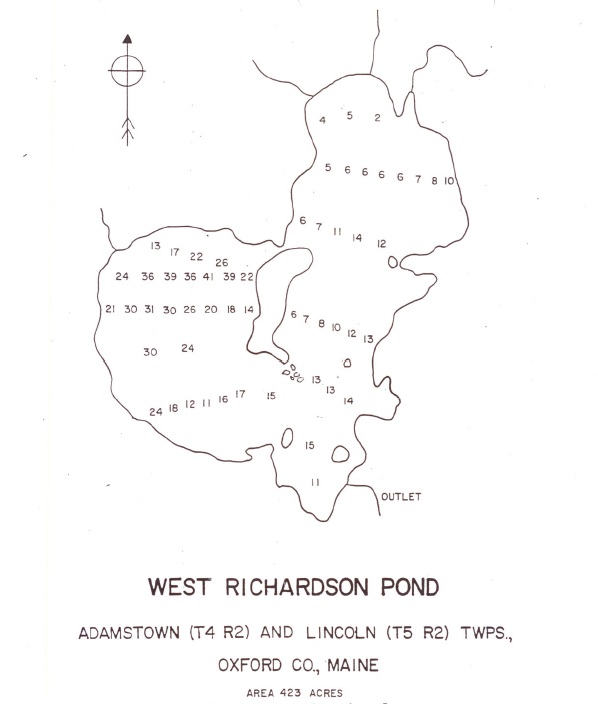 4 5 2
5 6 6 6 6 7 8 10
6 7 11 14 12
13 17 22 26
24 36 39 36 41 39 22
21 30 31 30 26 20 18 14
6 7 8 10 12 13
30 24
13 13 14
24 18 12 11 16 17 15
15
11
OUTLET
WEST RICHARDSON POND
ADAMSTOWN (T4 R2) AND LINCOLN (T5 R2) TWPS.,
OXFORD CO., MAINE
AREA 423 ACRES